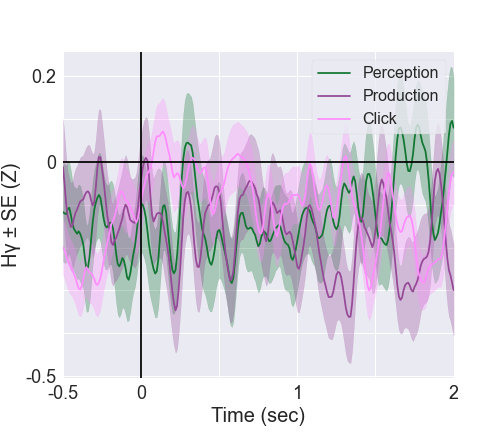 Perception
Production
Click
0.2
0
-0.5
Hγ ± SE (Z)
-0.5
0
1
2
Time (sec)